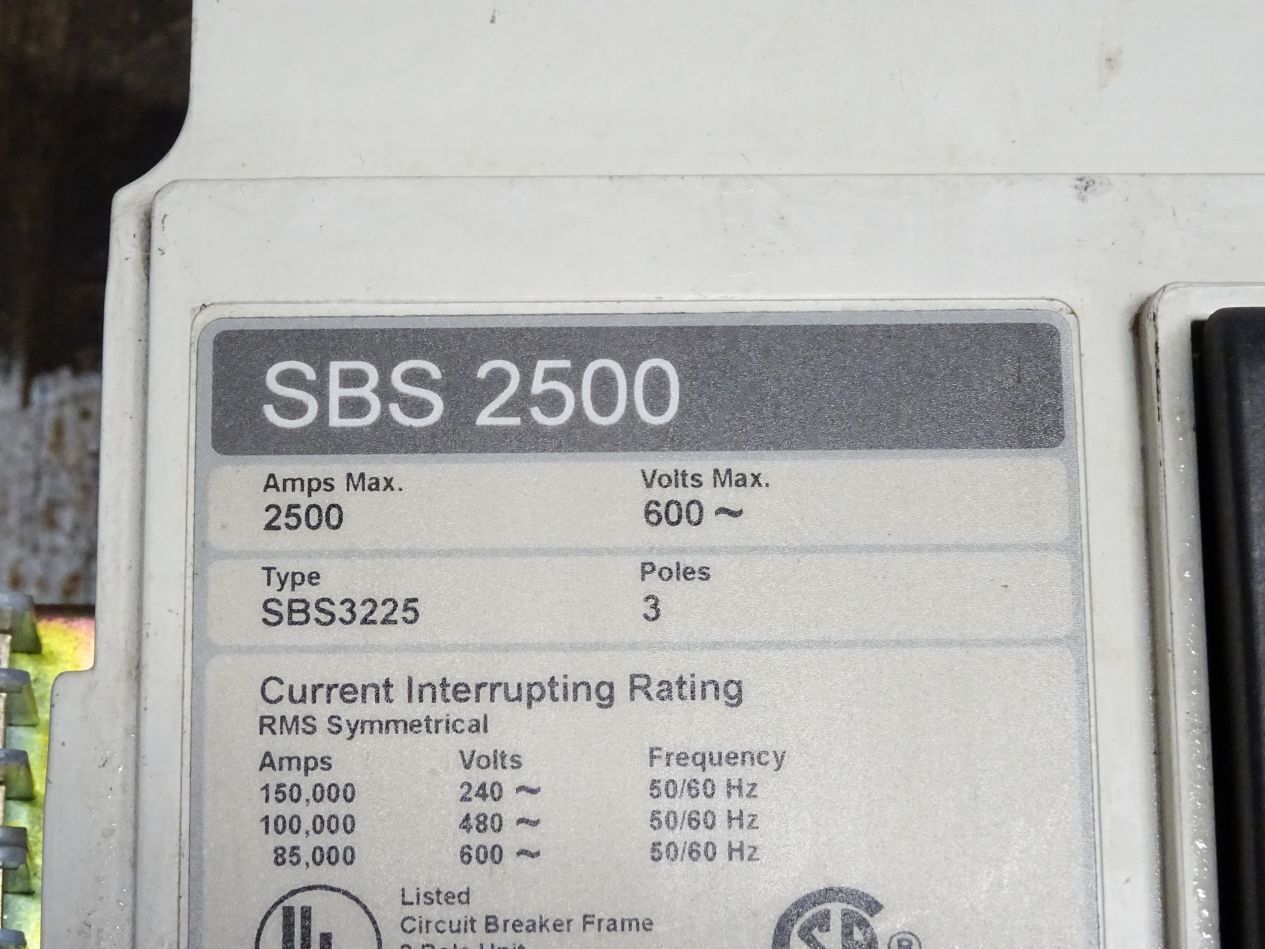 SBS 2500
Amps Max. Volts Max.
2500 600 ~
Type Poles
SBS3225 3
Current Interrupting Rating
RMS Symmetrical
Amps Volts Frequency
150,000 240 ~ 50/60 Hz
100,000 480 ~ 50/60 Hz
85,000 600 ~ 50/60 Hz
Listed
Circuit Breaker Frame